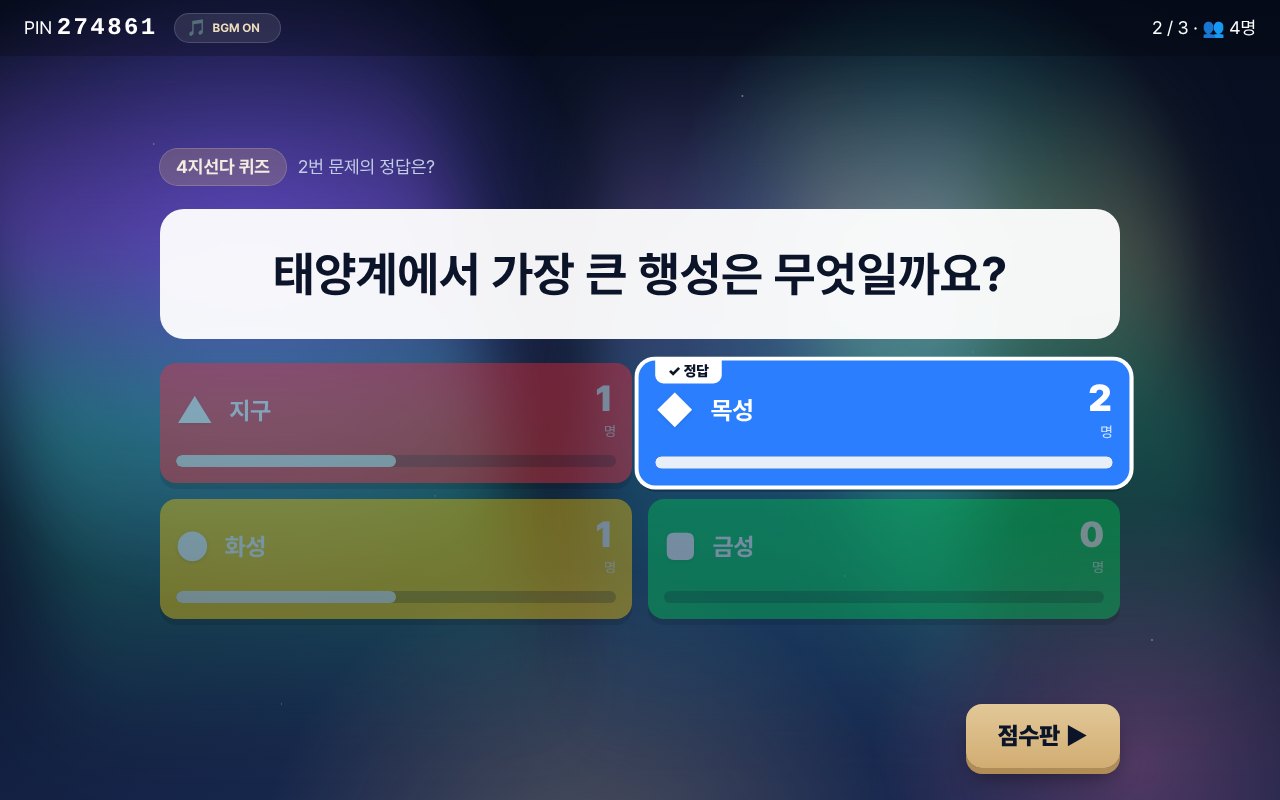 PIN 274861 BGM ON
2 / 3 · 4명
4지선다 퀴즈 2번 문제의 정답은?
태양계에서 가장 큰 행성은 무엇일까요?
지구 1
명
✓ 정답
목성 2
명
화성 1
명
금성 0
명
점수판 ▶